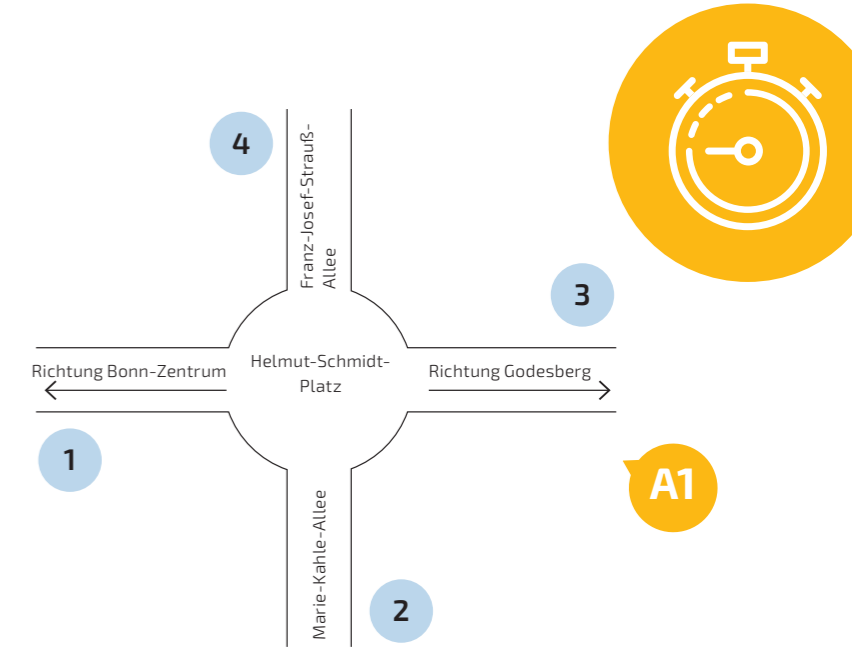 4
Franz-Josef-Strauß-
Allee
3
Richtung Bonn-Zentrum
Helmut-Schmidt-
Platz
Richtung Godesberg
1
A1
Marie-Kahle-Allee
2